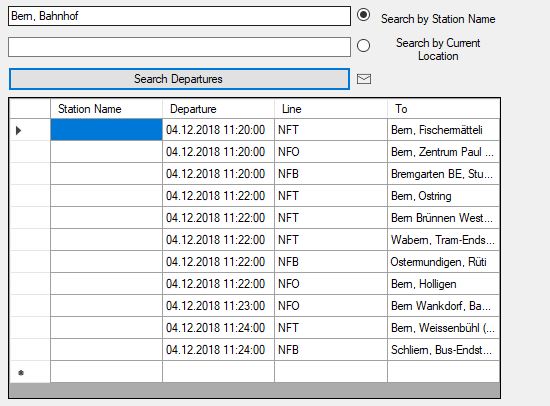 Bern, Bahnhof
Search by Station Name
Search by Current
Location
Search Departures
Station Name Departure Line To
04.12.2018 11:20:00 NFT Bern, Fischermätteli
04.12.2018 11:20:00 NFO Bern, Zentrum Paul ...
04.12.2018 11:20:00 NFB Bremgarten BE, Stu...
04.12.2018 11:22:00 NFT Bern, Ostring
04.12.2018 11:22:00 NFT Bern Brünnen West...
04.12.2018 11:22:00 NFT Wabern, Tram-Ends...
04.12.2018 11:22:00 NFB Ostermundigen, Rüti
04.12.2018 11:22:00 NFO Bern, Holligen
04.12.2018 11:23:00 NFO Bern Wankdorf, Ba...
04.12.2018 11:24:00 NFT Bern, Weissenbühl (...
04.12.2018 11:24:00 NFB Schliern, Bus-Endst...